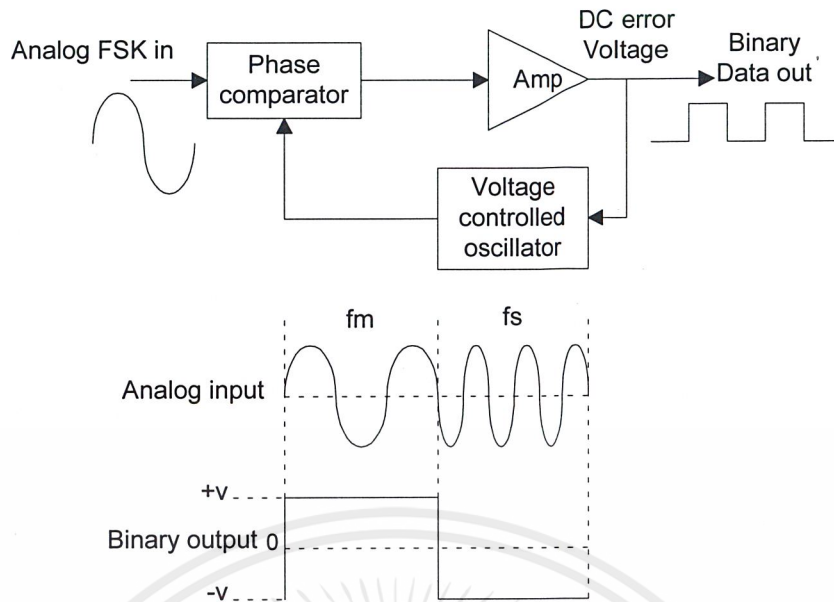 Analog FSK in
Phase
comparator
Amp
DC error
Voltage
Binary
Data out
Voltage
controlled
oscillator
fm
fs
Analog input
+v
Binary output 0
-v